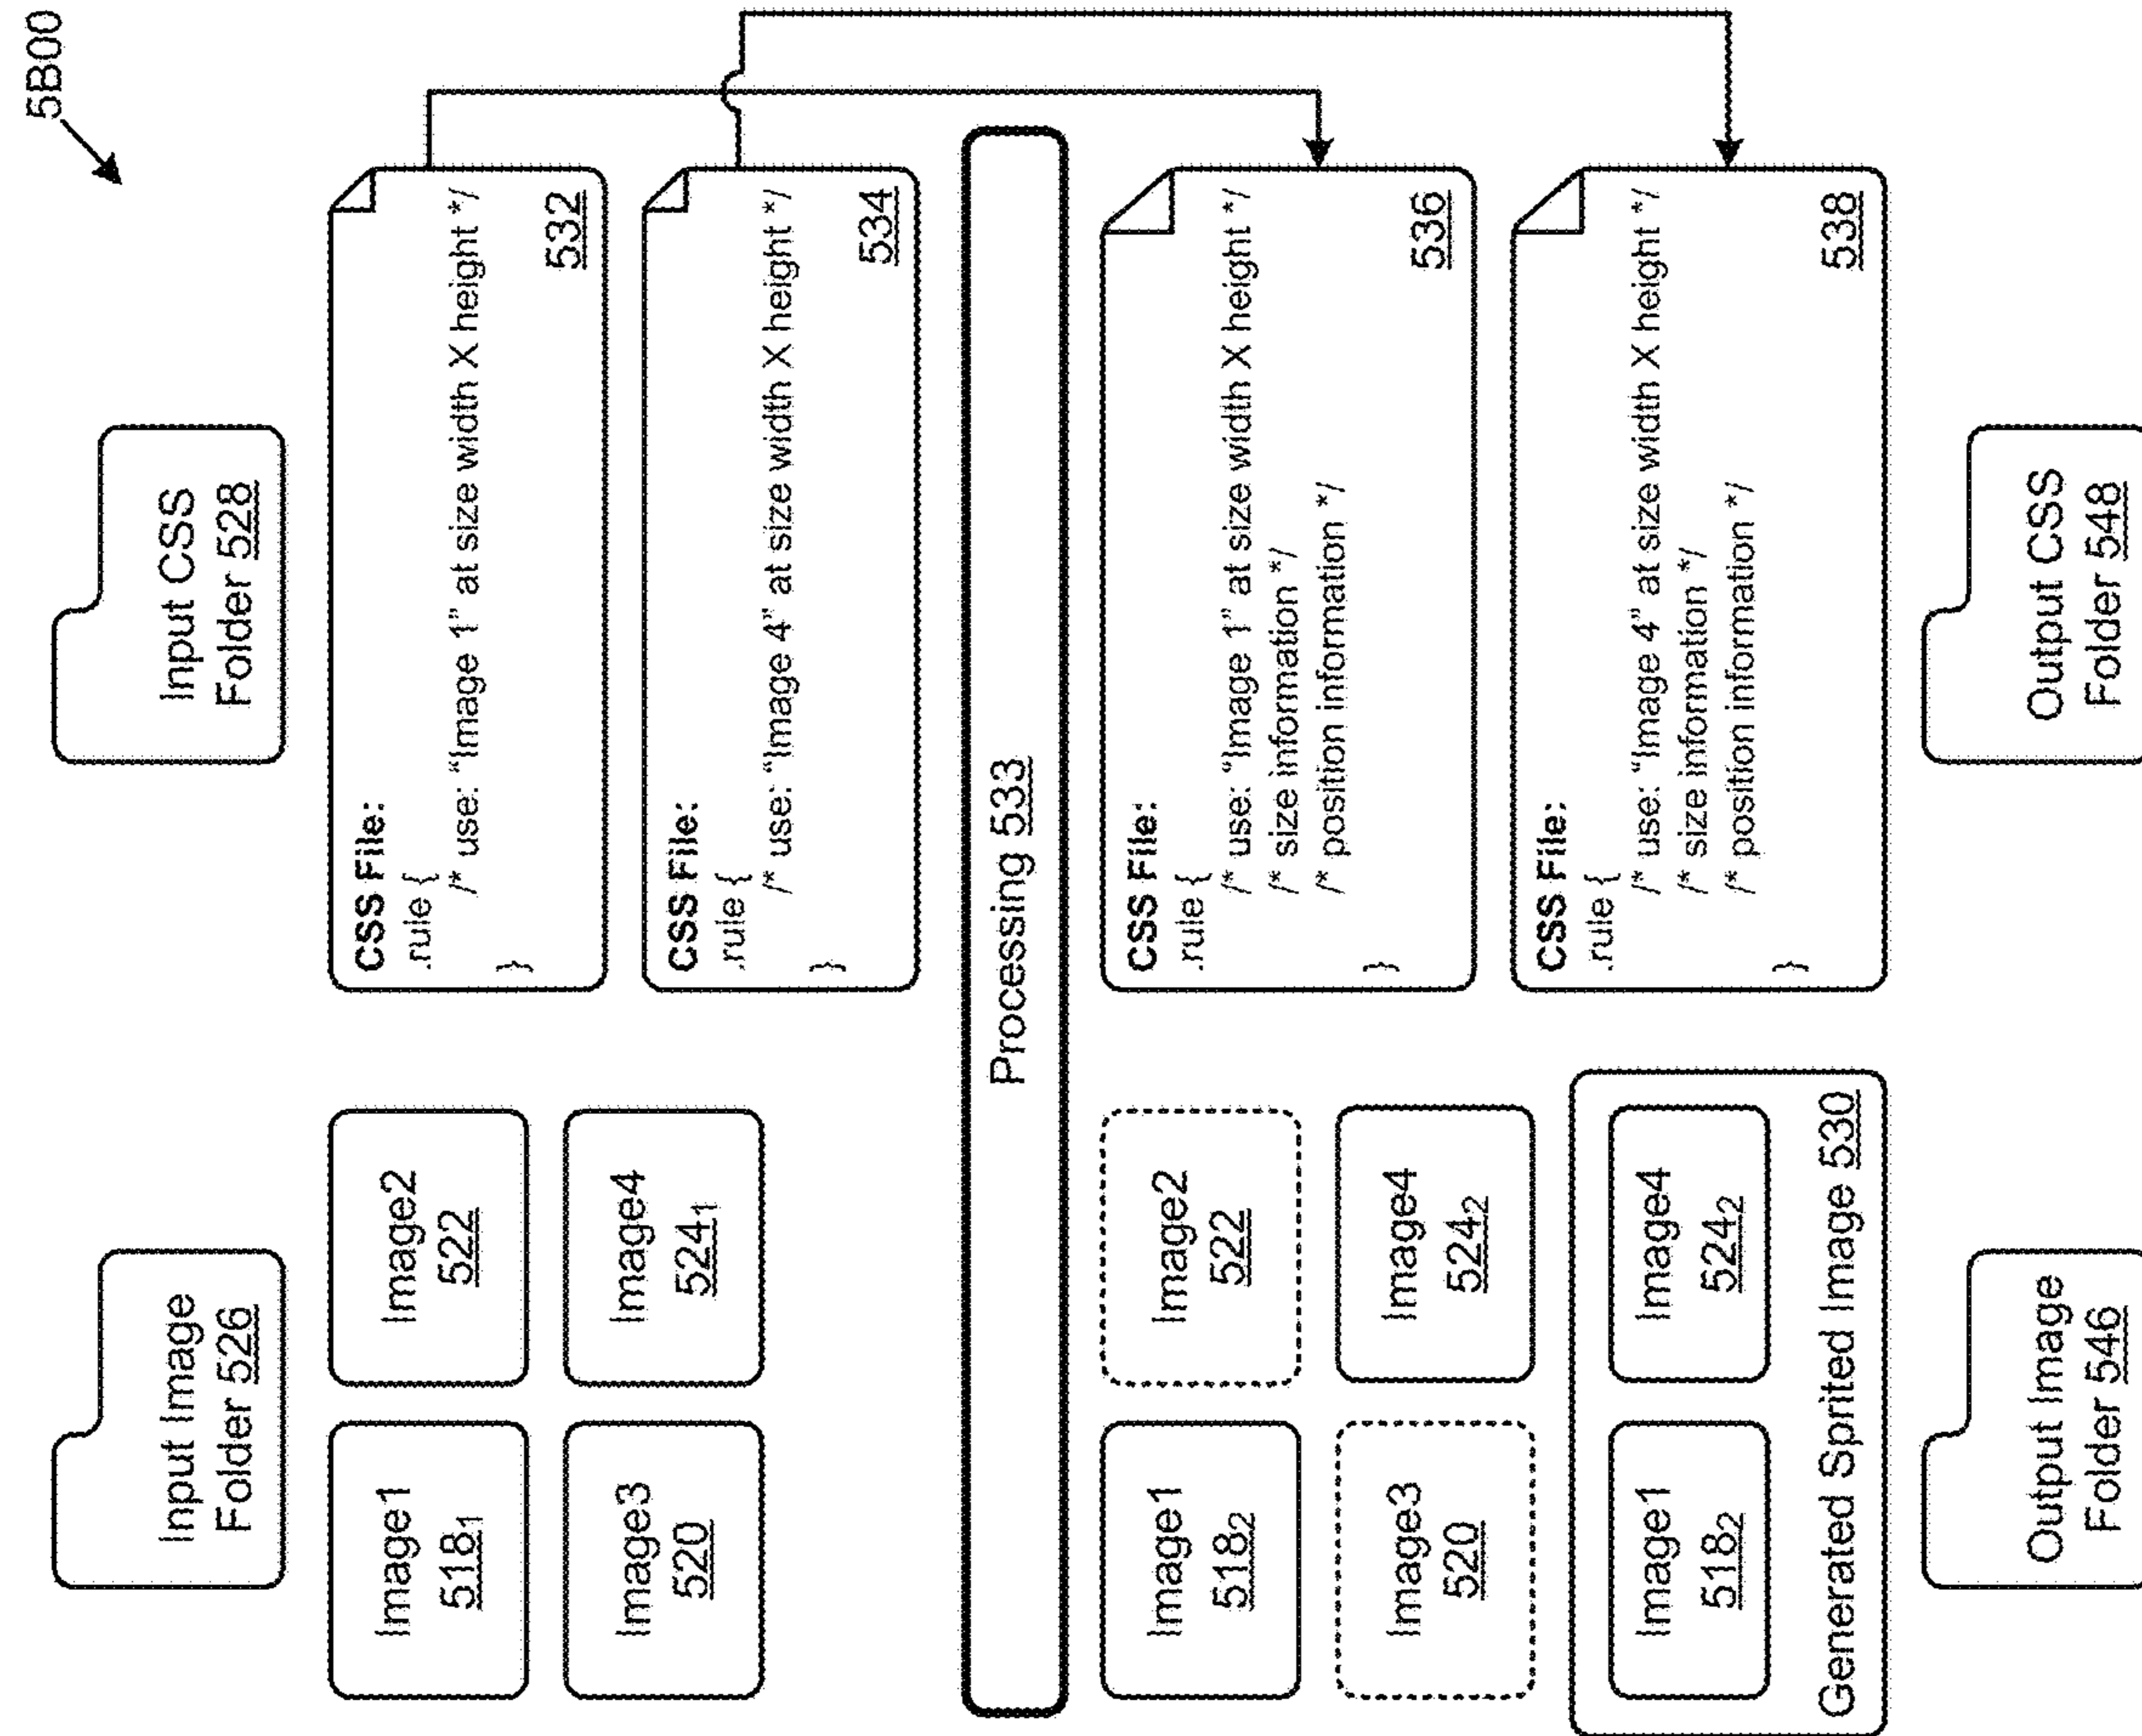 5B00
Input Image
Folder 526
Input CSS
Folder 528
Image1
518₁
Image2
522
Image3
520
Image4
524₁
CSS File:
.rule {
/* use: “Image 1” at size width X height */
}
532
CSS File:
.rule {
/* use: “Image 4” at size width X height */
}
534
Processing 533
Image1
518₂
Image2
522
Image3
520
Image4
524₂
Image1
518₂
Image4
524₂
Generated Sprited Image 530
CSS File:
.rule {
/* use: “Image 1” at size width X height */
/* size information */
/* position information */
}
536
CSS File:
.rule {
/* use: “Image 4” at size width X height */
/* size information */
/* position information */
}
538
Output Image
Folder 546
Output CSS
Folder 548